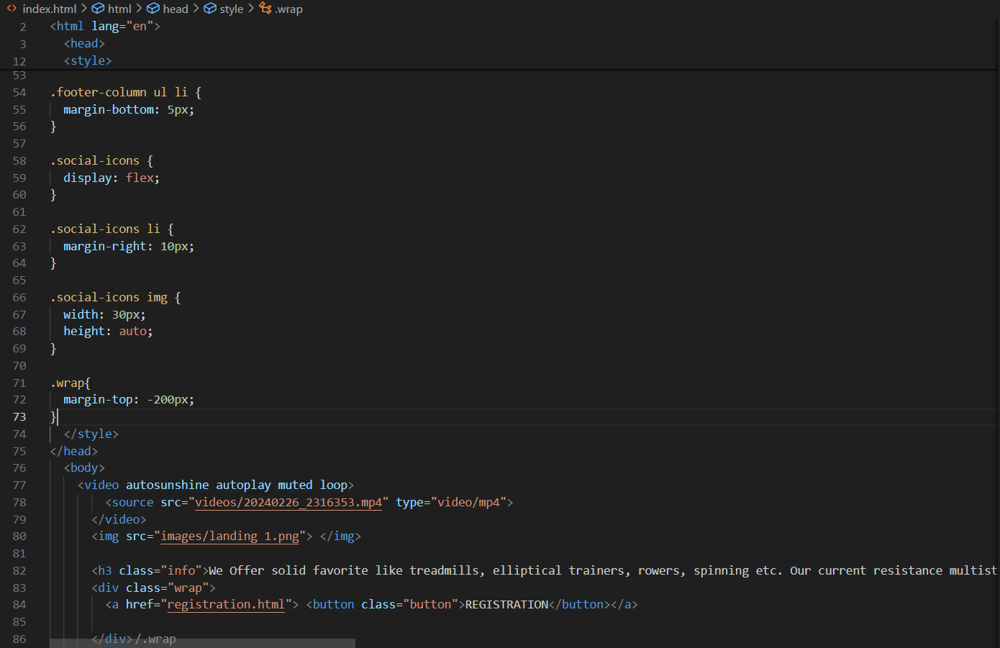 index.html > html > head > style > .wrap
2 <html lang="en">
3 <head>
12 <style>
53
54 .footer-column ul li {
55 margin-bottom: 5px;
56 }
57
58 .social-icons {
59 display: flex;
60 }
61
62 .social-icons li {
63 margin-right: 10px;
64 }
65
66 .social-icons img {
67 width: 30px;
68 height: auto;
69 }
70
71 .wrap{
72 margin-top: -200px;
73 }
74 </style>
75 </head>
76 <body>
77 <video autosunshine autoplay muted loop>
78 <source src="videos/20240226_2316353.mp4" type="video/mp4">
79 </video>
80 <img src="images/landing 1.png"> </img>
81
82 <h3 class="info">We Offer solid favorite like treadmills, elliptical trainers, rowers, spinning etc. Our current resistance multist
83 <div class="wrap">
84 <a href="registration.html"> <button class="button">REGISTRATION</button></a>
85
86 </div>/.wrap